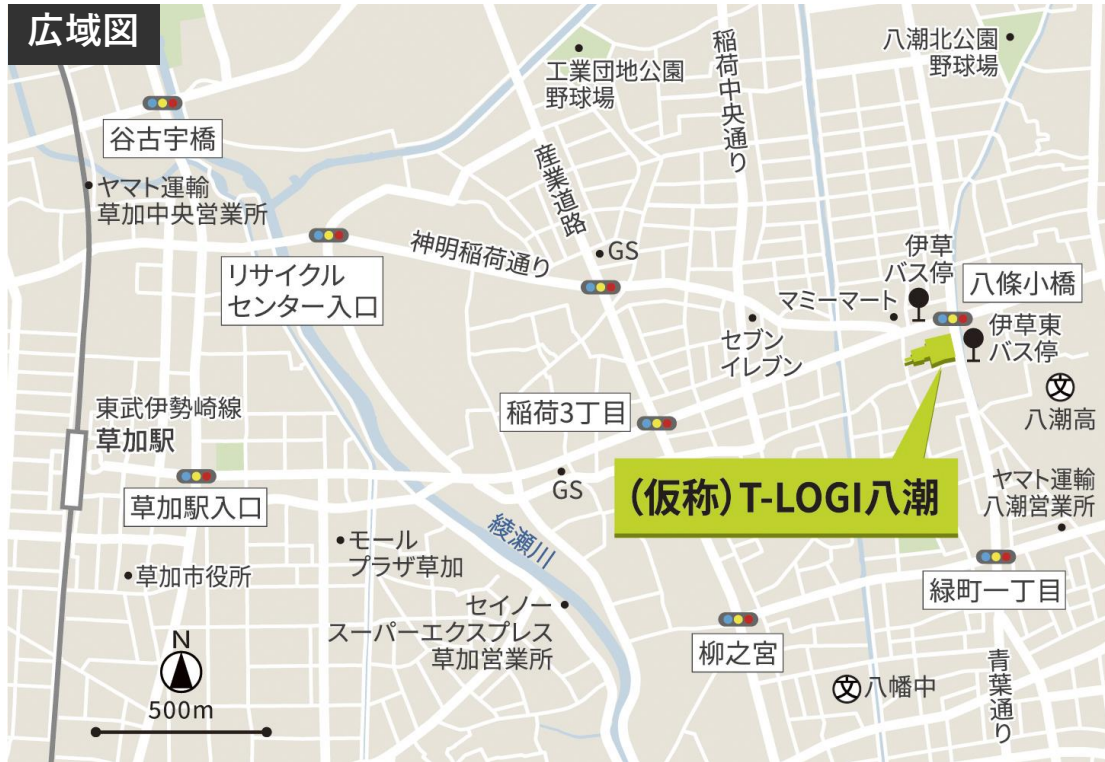 広域図
谷古宇橋
ヤマト運輸
草加中央営業所
リサイクル
センター入口
神明稲荷通り
工業団地公園
野球場
産業道路
GS
稲荷中央通り
八潮北公園
野球場
伊草
バス停
八條小橋
マミーマート
伊草東
バス停
セブン
イレブン
文
八潮高
東武伊勢崎線
草加駅
稲荷3丁目
草加駅入口
GS
(仮称)T-LOGI八潮
ヤマト運輸
八潮営業所
綾瀬川
モール
プラザ草加
草加市役所
セイノー
スーパーエクスプレス
草加営業所
緑町一丁目
柳之宮
文
八幡中
青葉通り
N
500m